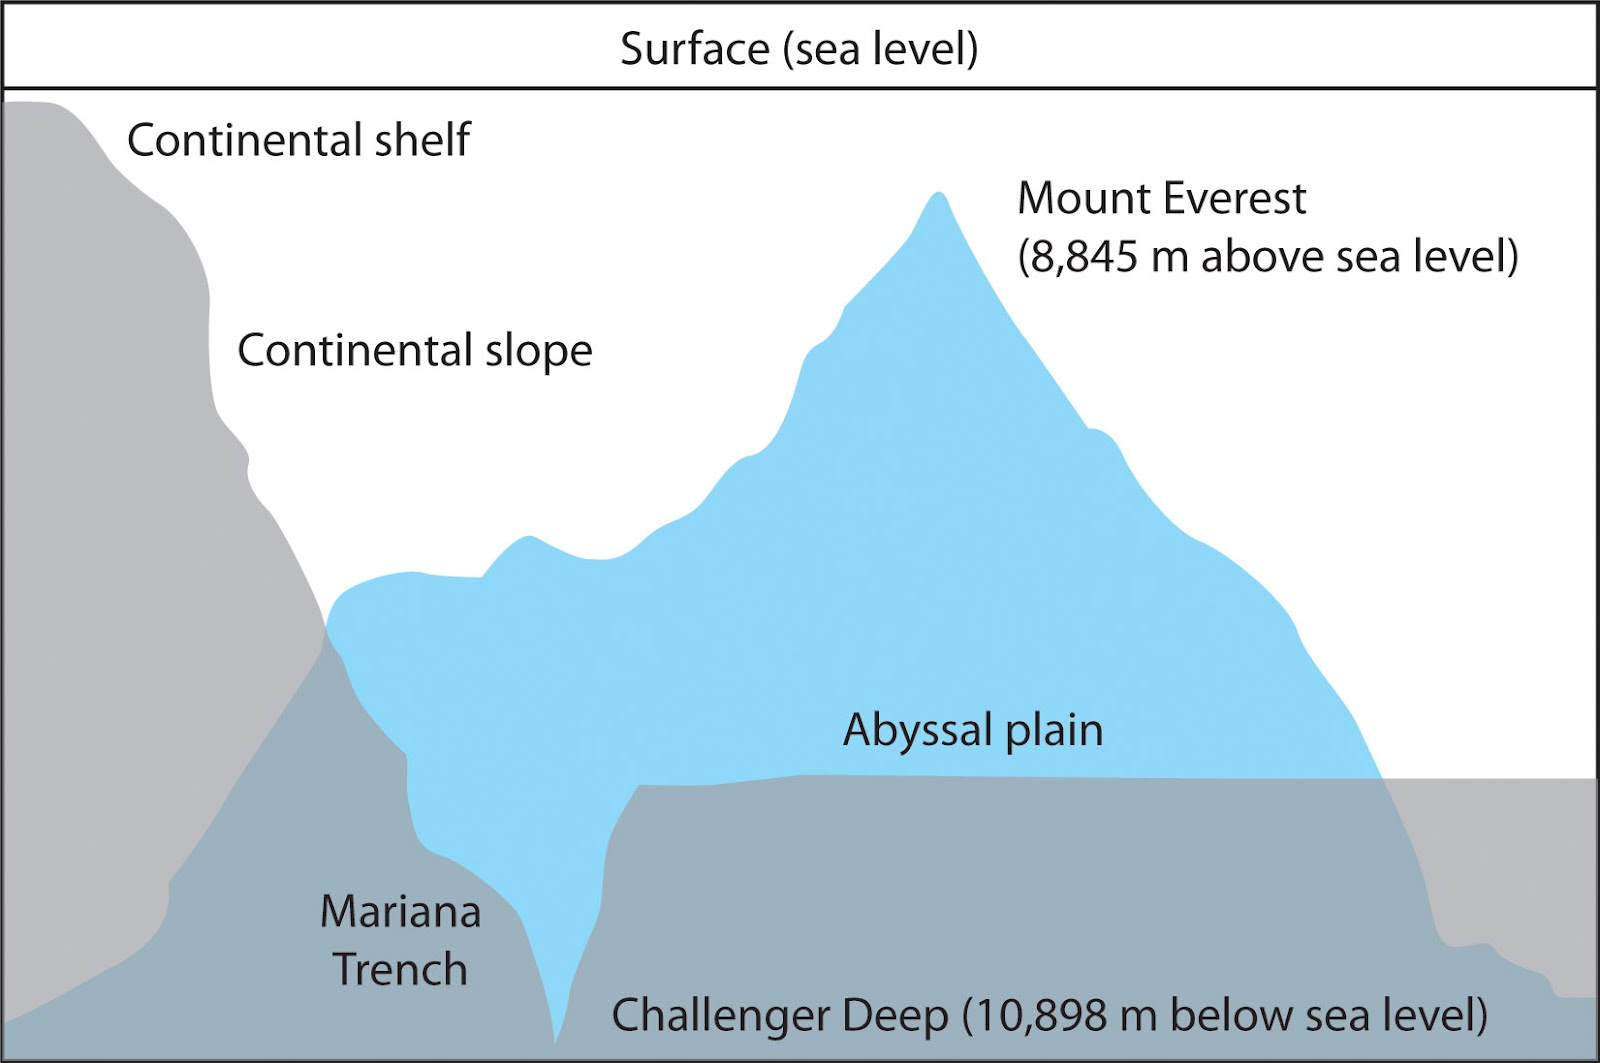 Surface (sea level)
Continental shelf
Mount Everest
(8,845 m above sea level)
Continental slope
Abyssal plain
Mariana
Trench
Challenger Deep (10,898 m below sea level)